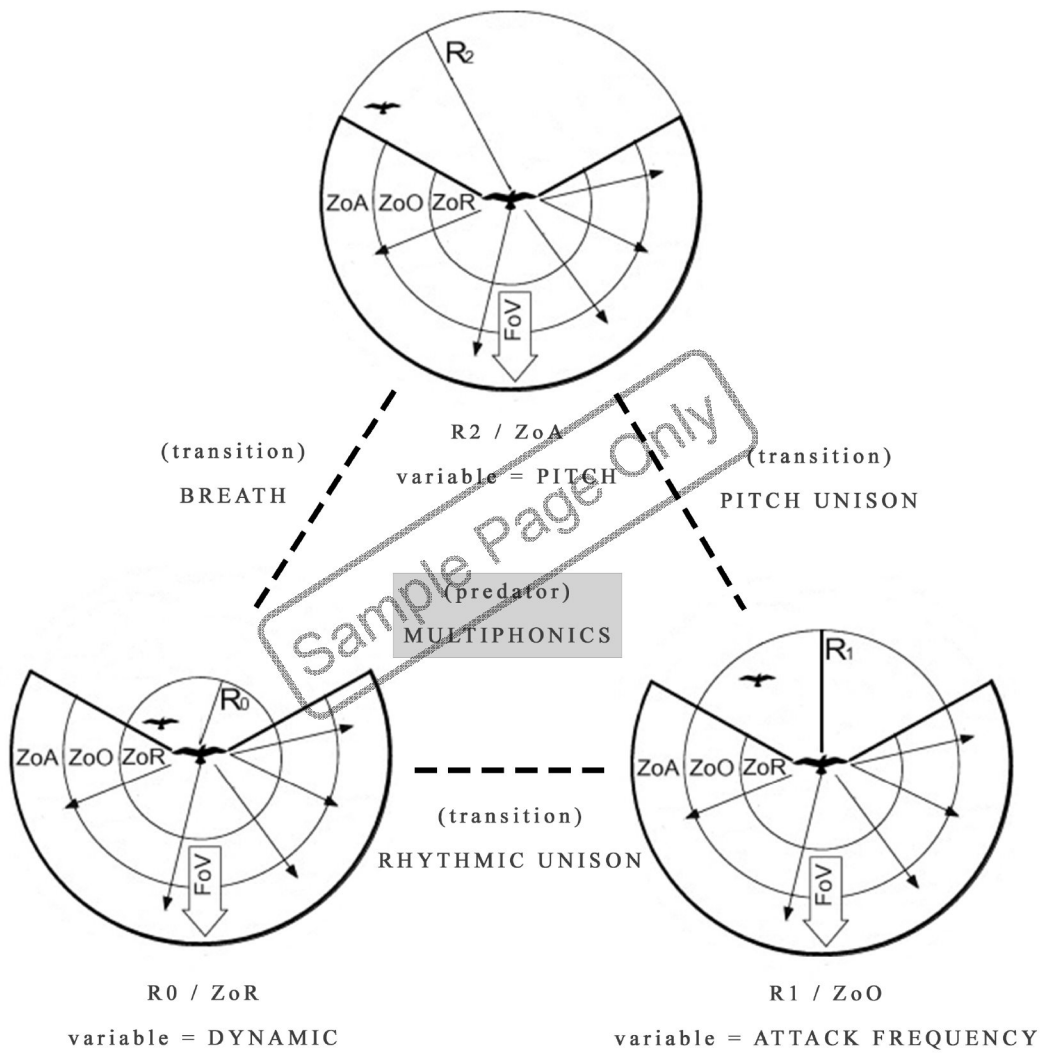 R2
ZoA ZoO ZoR
FoV
R2 / ZoA
variable = PITCH
(transition)
BREATH
(transition)
PITCH UNISON
Sample Page Only
(predator)
MULTIPHONICS
R0
ZoA ZoO ZoR
FoV
R1
ZoA ZoO ZoR
FoV
(transition)
RHYTHMIC UNISON
R0 / ZoR
variable = DYNAMIC
R1 / ZoO
variable = ATTACK FREQUENCY